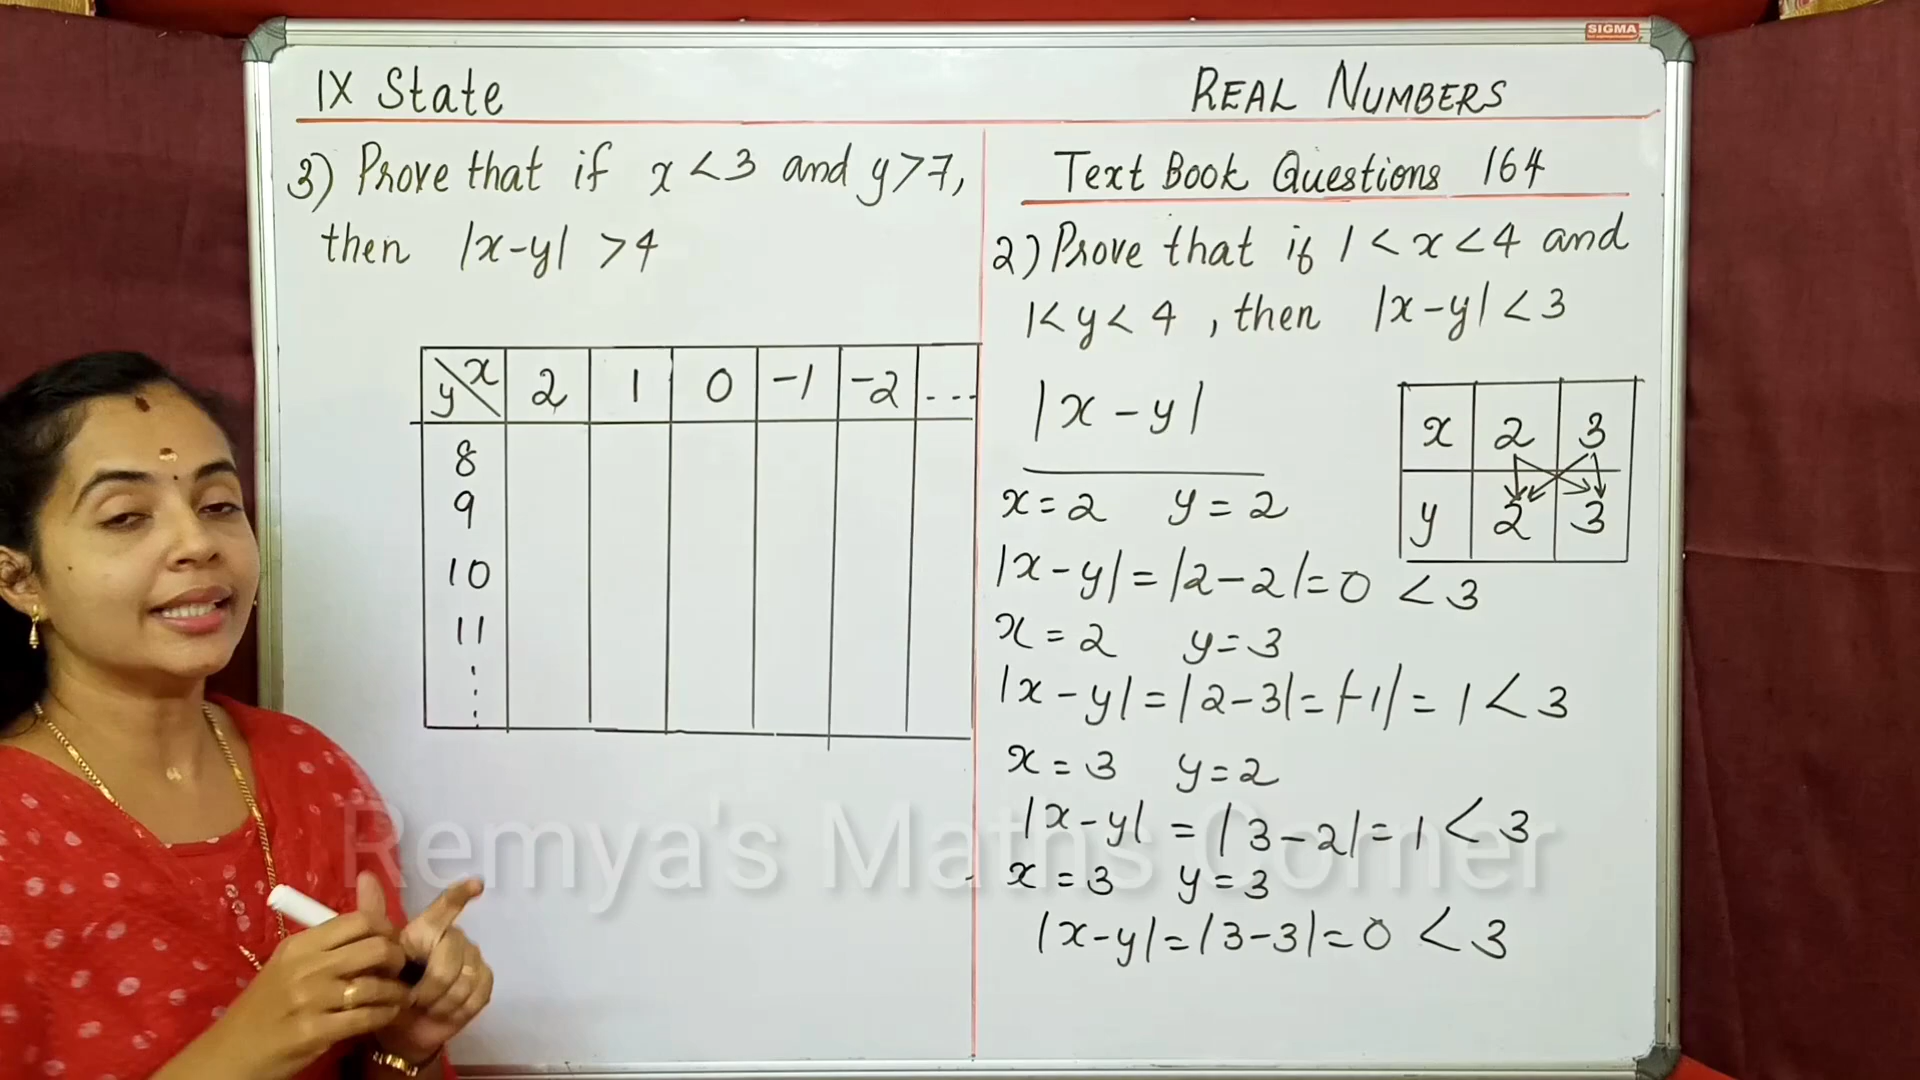 SIGMA
IX State
REAL NUMBERS
3) Prove that if x < 3 and y > 7,
then |x-y| > 4
y x 2 1 0 -1 -2 ...
8
9
10
11
⋮
Text Book Questions 164
2) Prove that if 1 < x < 4 and
1 < y < 4 , then |x-y| < 3
|x - y|
x 2 3
y 2 3
x = 2 y = 2
|x - y| = |2 - 2| = 0 < 3
x = 2 y = 3
|x - y| = |2 - 3| = |-1| = 1 < 3
x = 3 y = 2
|x - y| = |3 - 2| = 1 < 3
x = 3 y = 3
|x - y| = |3 - 3| = 0 < 3
Remya's Maths Corner